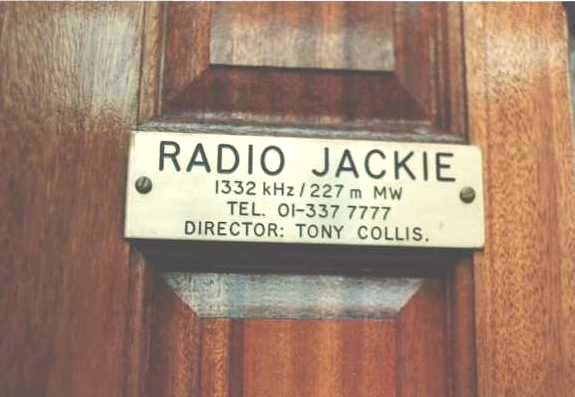 RADIO JACKIE
1332 kHz/227 m MW
TEL. 01-337 7777
DIRECTOR: TONY COLLIS.